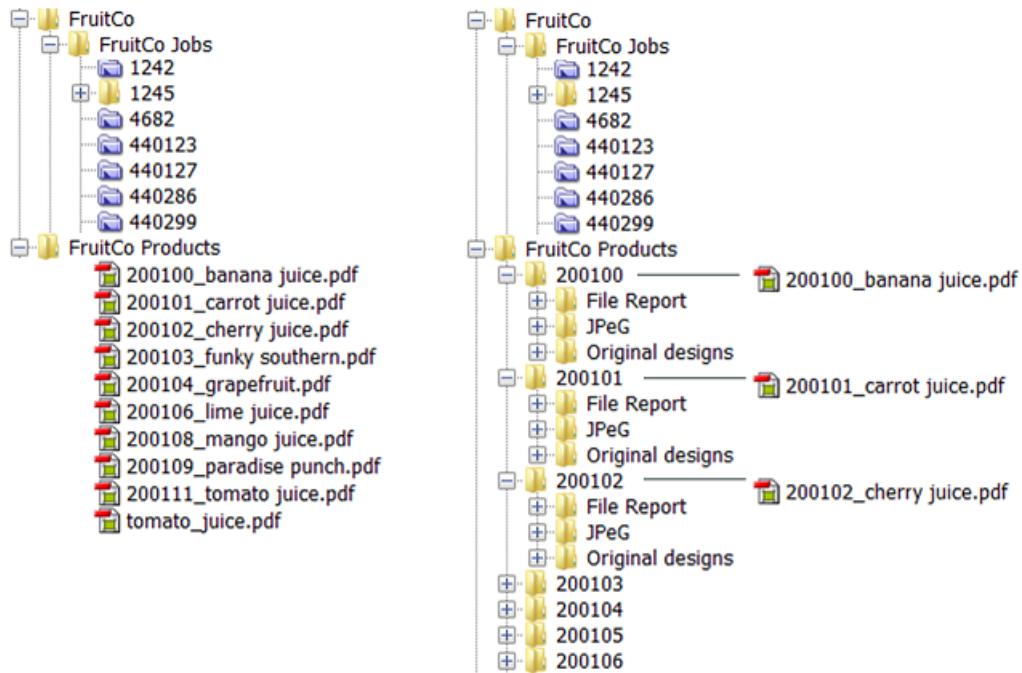 FruitCo
FruitCo Jobs
1242
1245
4682
440123
440127
440286
440299
FruitCo Products
200100_banana juice.pdf
200101_carrot juice.pdf
200102_cherry juice.pdf
200103_funky southern.pdf
200104_grapefruit.pdf
200106_lime juice.pdf
200108_mango juice.pdf
200109_paradise punch.pdf
200111_tomato juice.pdf
tomato_juice.pdf
FruitCo
FruitCo Jobs
1242
1245
4682
440123
440127
440286
440299
FruitCo Products
200100 200100_banana juice.pdf
File Report
JPeG
Original designs
200101 200101_carrot juice.pdf
File Report
JPeG
Original designs
200102 200102_cherry juice.pdf
File Report
JPeG
Original designs
200103
200104
200105
200106